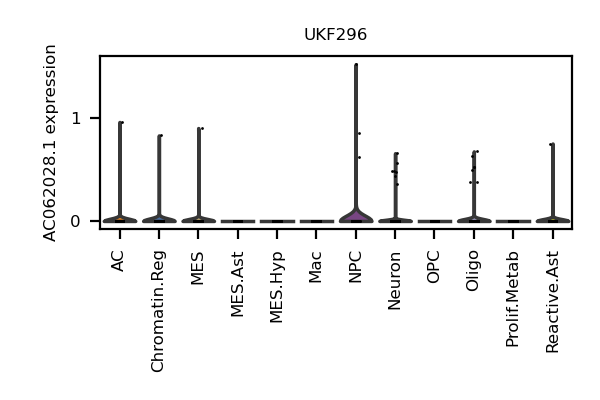 UKF296
AC062028.1 expression
1
0
AC
Chromatin.Reg
MES
MES.Ast
MES.Hyp
Mac
NPC
Neuron
OPC
Oligo
Prolif.Metab
Reactive.Ast